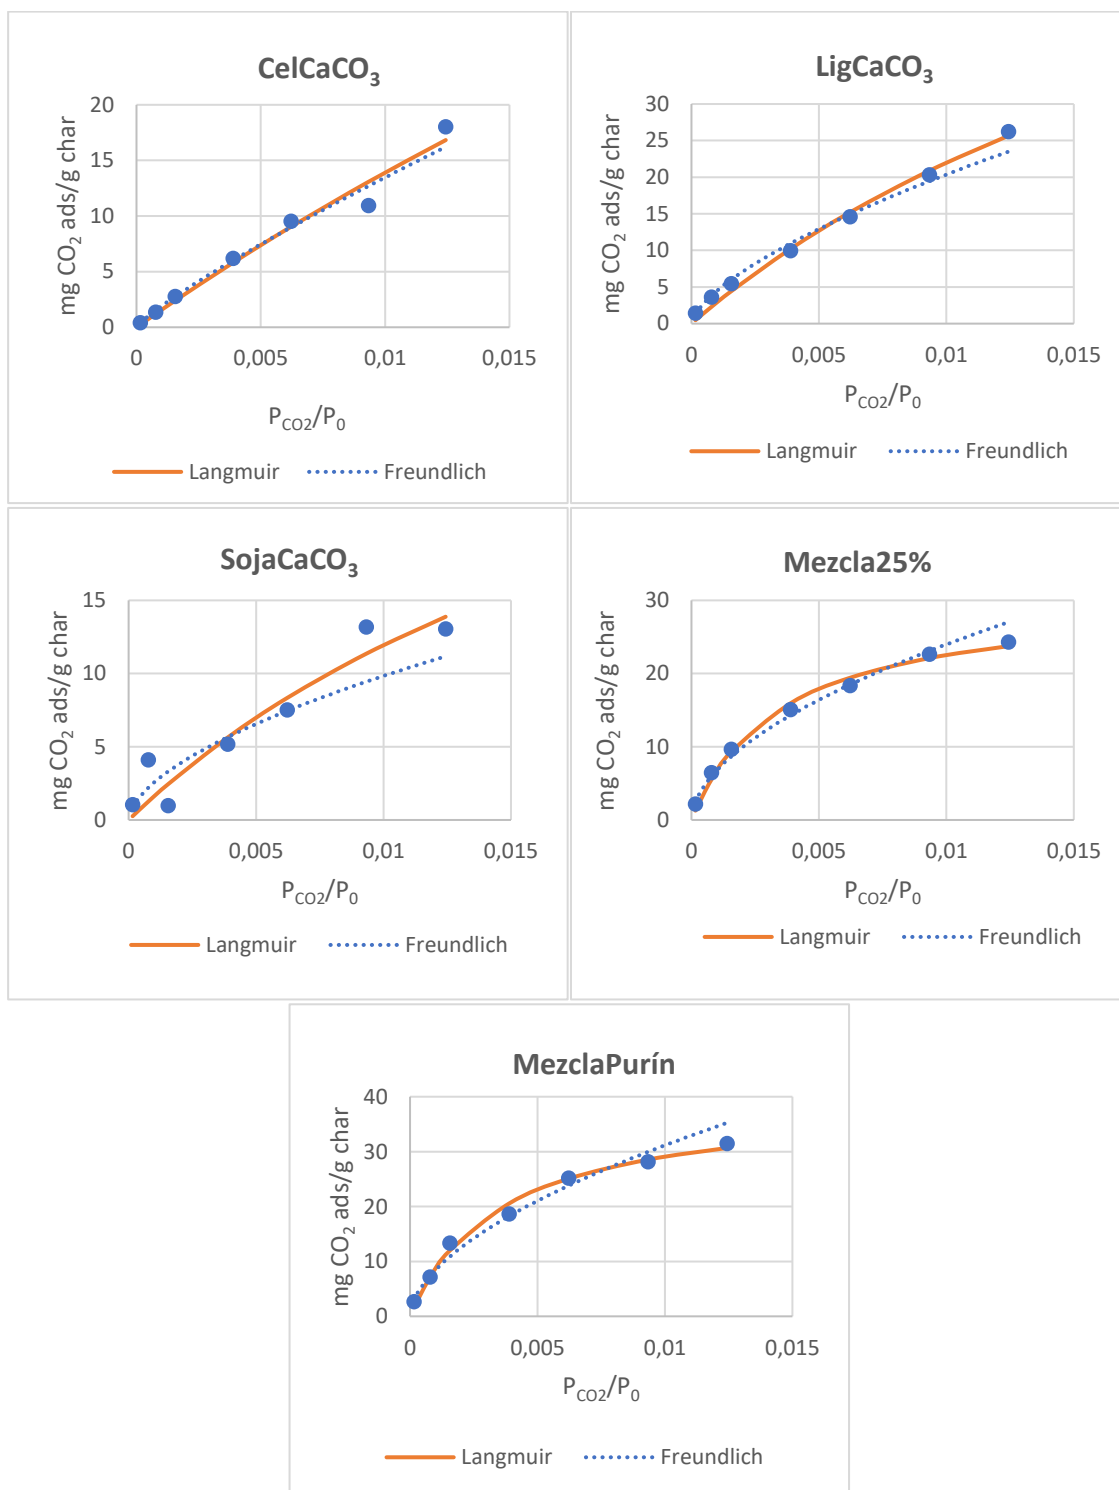 CelCaCO₃
mg CO₂ ads/g char
20
15
10
5
0
0 0,005 0,01 0,015
P_CO2/P₀
Langmuir Freundlich
LigCaCO₃
mg CO₂ ads/g char
30
25
20
15
10
5
0
0 0,005 0,01 0,015
P_CO2/P₀
Langmuir Freundlich
SojaCaCO₃
mg CO₂ ads/g char
15
10
5
0
0 0,005 0,01 0,015
P_CO2/P₀
Langmuir Freundlich
Mezcla25%
mg CO₂ ads/g char
30
20
10
0
0 0,005 0,01 0,015
P_CO2/P₀
Langmuir Freundlich
MezclaPurín
mg CO₂ ads/g char
40
30
20
10
0
0 0,005 0,01 0,015
P_CO2/P₀
Langmuir Freundlich